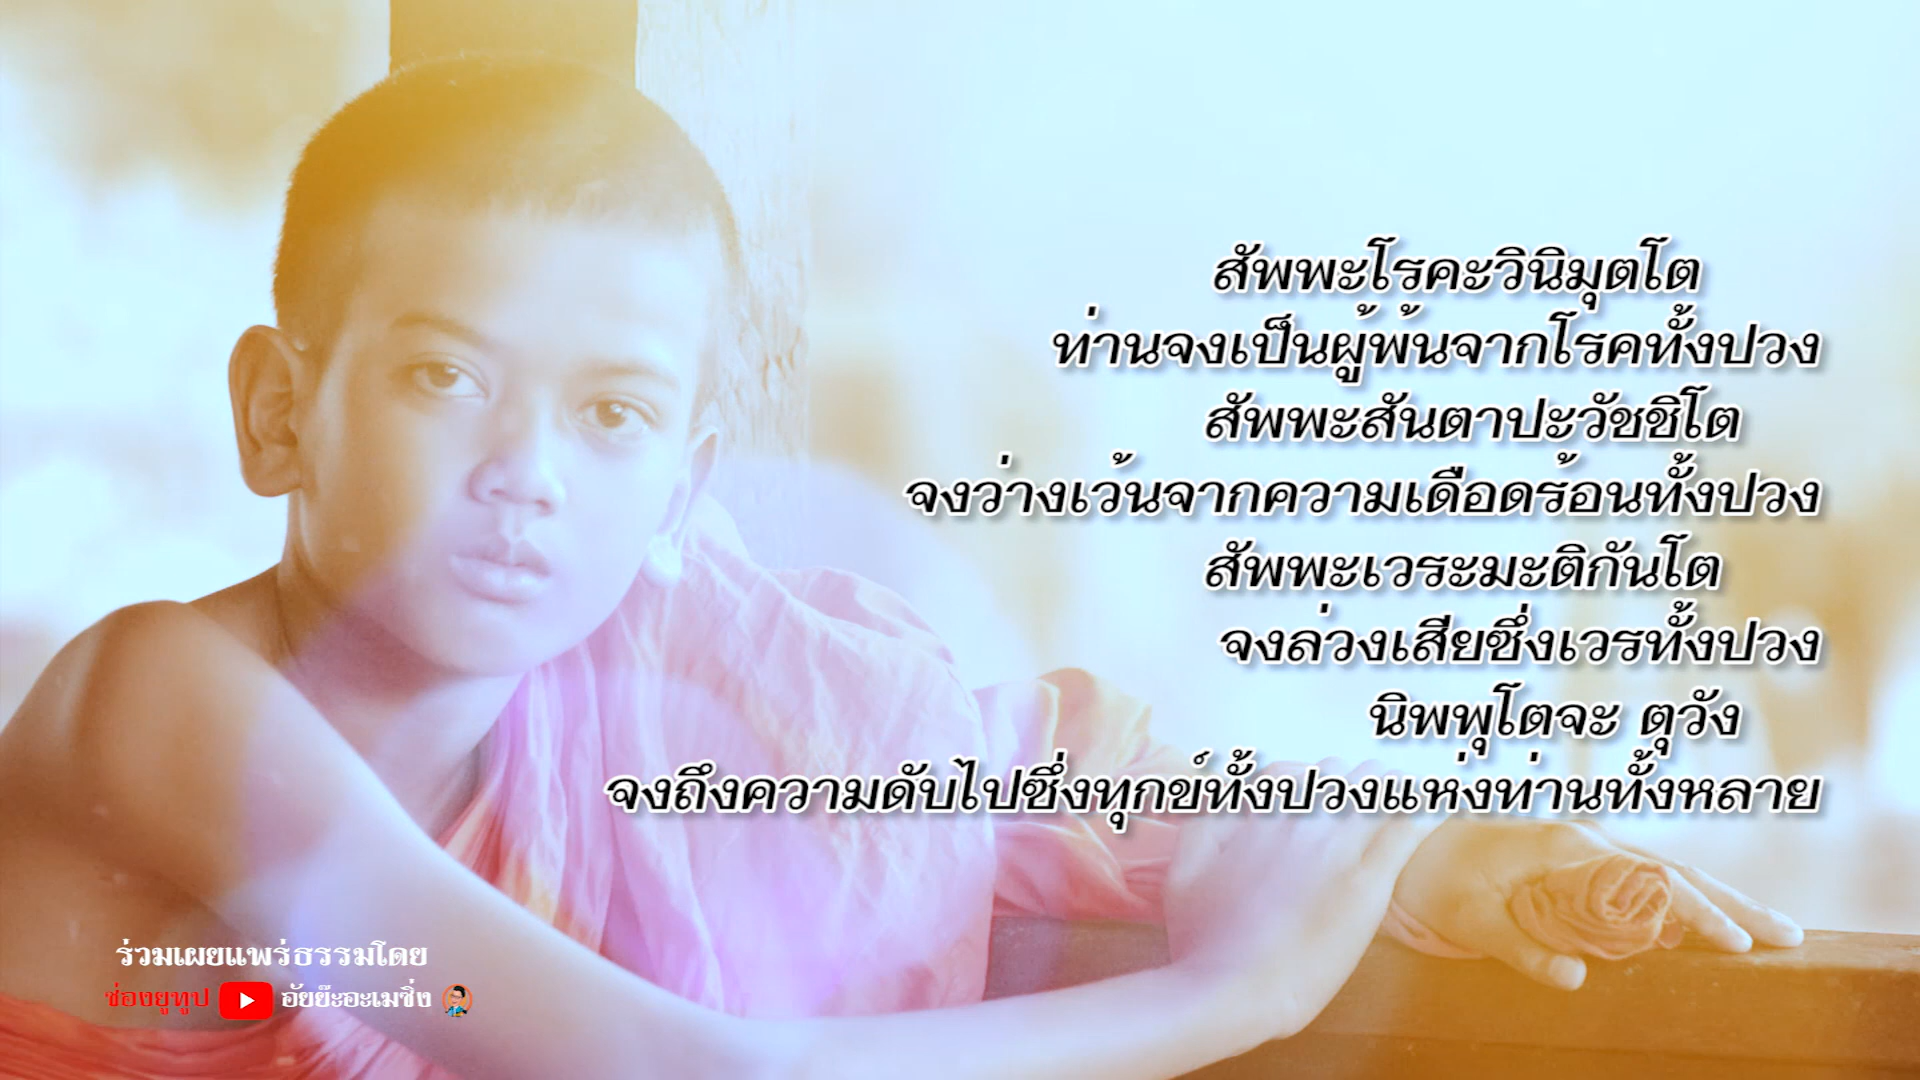 สัพพะโรคะวินิมุตโต
ท่านจงเป็นผู้พ้นจากโรคทั้งปวง
สัพพะสันตาปะวัชชิโต
จงว่างเว้นจากความเดือดร้อนทั้งปวง
สัพพะเวระมะติกันโต
จงล่วงเสียซึ่งเวรทั้งปวง
นิพพุโตจะ ตุวัง
จงถึงความดับไปซึ่งทุกข์ทั้งปวงแห่งท่านทั้งหลาย
ร่วมเผยแพร่ธรรมโดย
ช่องยูทูป อัยย๊ะอะเมซิ่ง